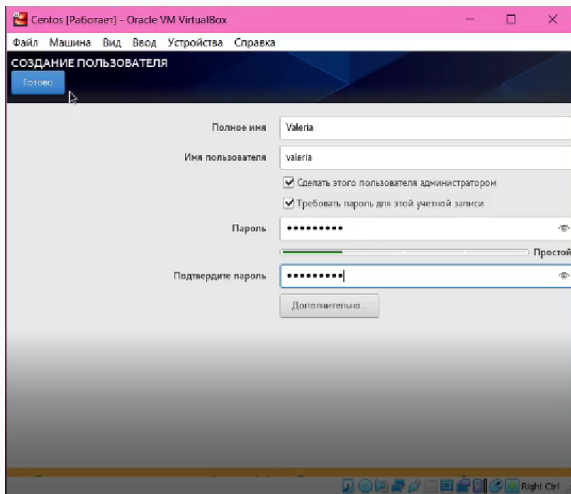 Centos [Работает] - Oracle VM VirtualBox
Файл Машина Вид Ввод Устройства Справка
СОЗДАНИЕ ПОЛЬЗОВАТЕЛЯ
Готово
Полное имя Valeria
Имя пользователя valeria
Сделать этого пользователя администратором
Требовать пароль для этой учетной записи
Пароль •••••••••
Простой
Подтвердите пароль •••••••••
Дополнительно...
Right Ctrl